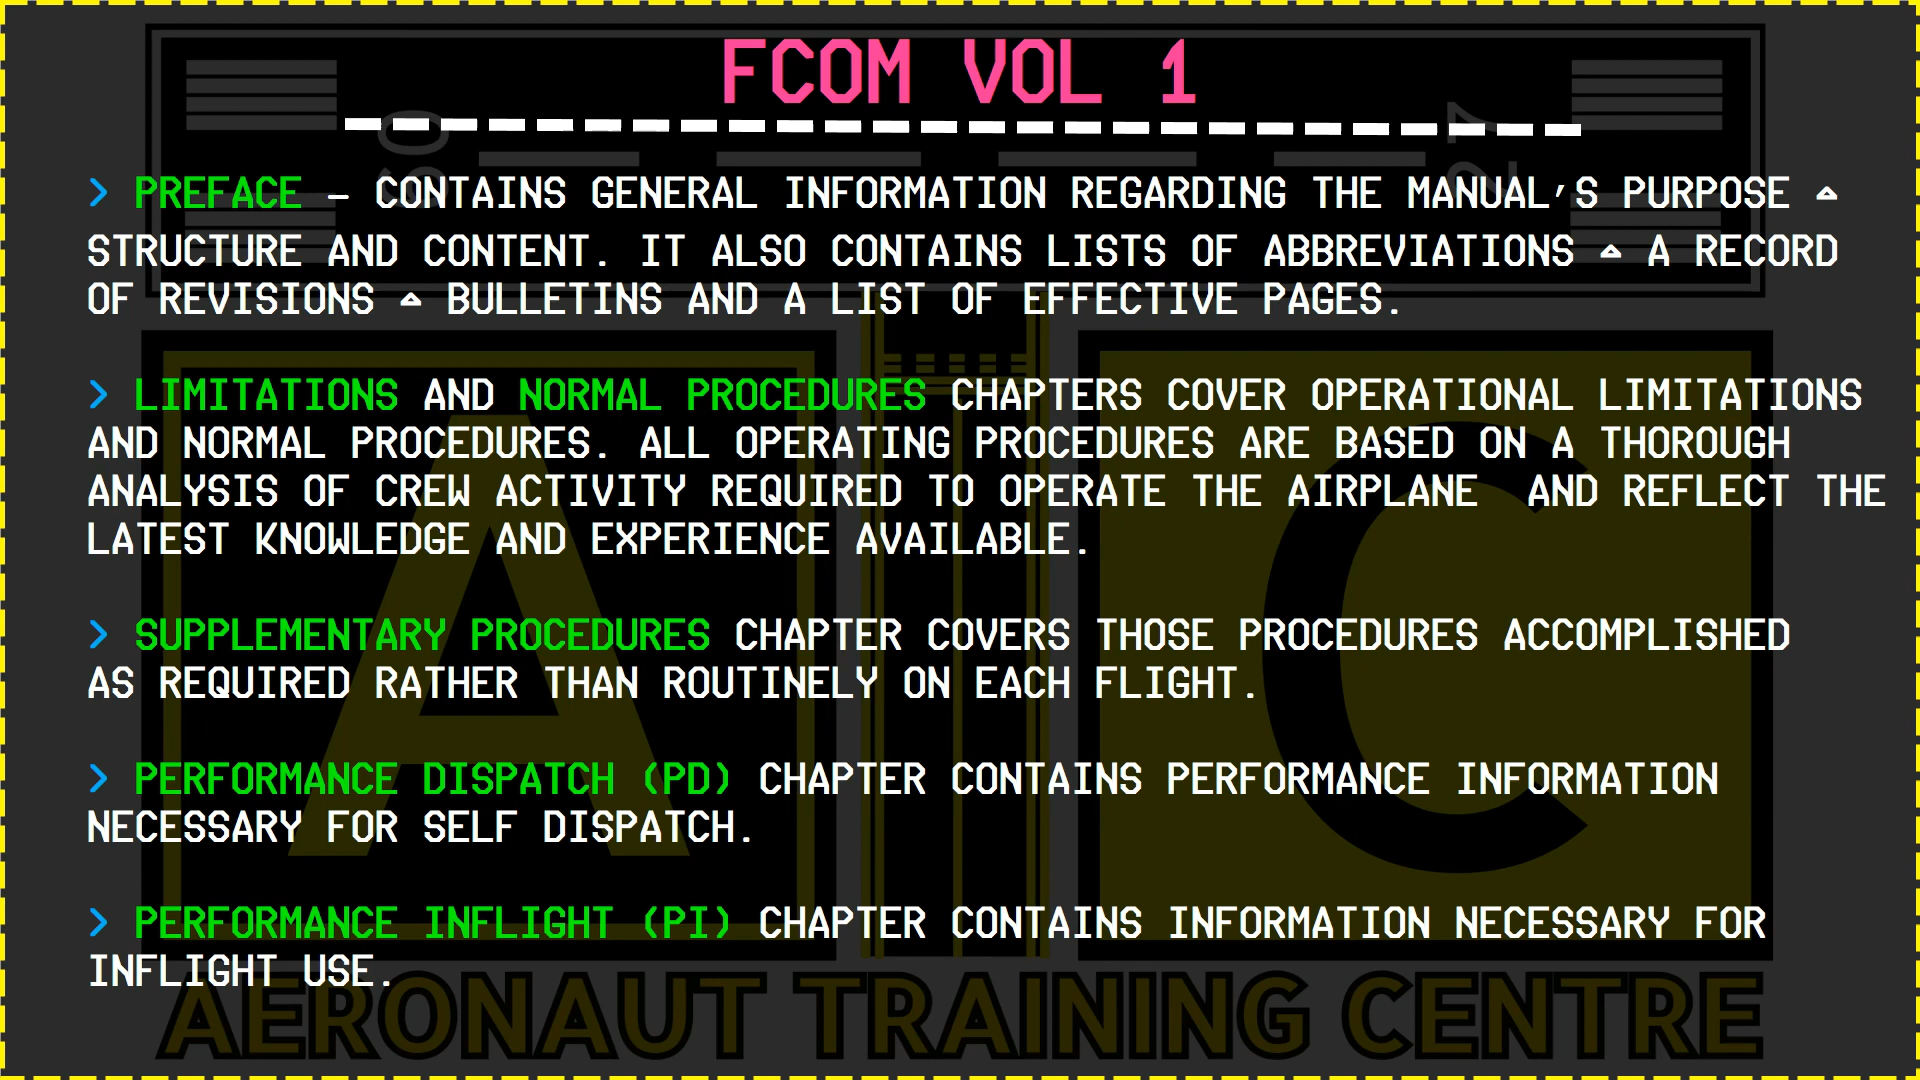 FCOM VOL 1
> PREFACE – CONTAINS GENERAL INFORMATION REGARDING THE MANUAL'S PURPOSE ^
STRUCTURE AND CONTENT. IT ALSO CONTAINS LISTS OF ABBREVIATIONS ^ A RECORD
OF REVISIONS ^ BULLETINS AND A LIST OF EFFECTIVE PAGES.
> LIMITATIONS AND NORMAL PROCEDURES CHAPTERS COVER OPERATIONAL LIMITATIONS
AND NORMAL PROCEDURES. ALL OPERATING PROCEDURES ARE BASED ON A THOROUGH
ANALYSIS OF CREW ACTIVITY REQUIRED TO OPERATE THE AIRPLANE  AND REFLECT THE
LATEST KNOWLEDGE AND EXPERIENCE AVAILABLE.
> SUPPLEMENTARY PROCEDURES CHAPTER COVERS THOSE PROCEDURES ACCOMPLISHED
AS REQUIRED RATHER THAN ROUTINELY ON EACH FLIGHT.
> PERFORMANCE DISPATCH (PD) CHAPTER CONTAINS PERFORMANCE INFORMATION
NECESSARY FOR SELF DISPATCH.
> PERFORMANCE INFLIGHT (PI) CHAPTER CONTAINS INFORMATION NECESSARY FOR
INFLIGHT USE.
09 27
A C
AERONAUT TRAINING CENTRE